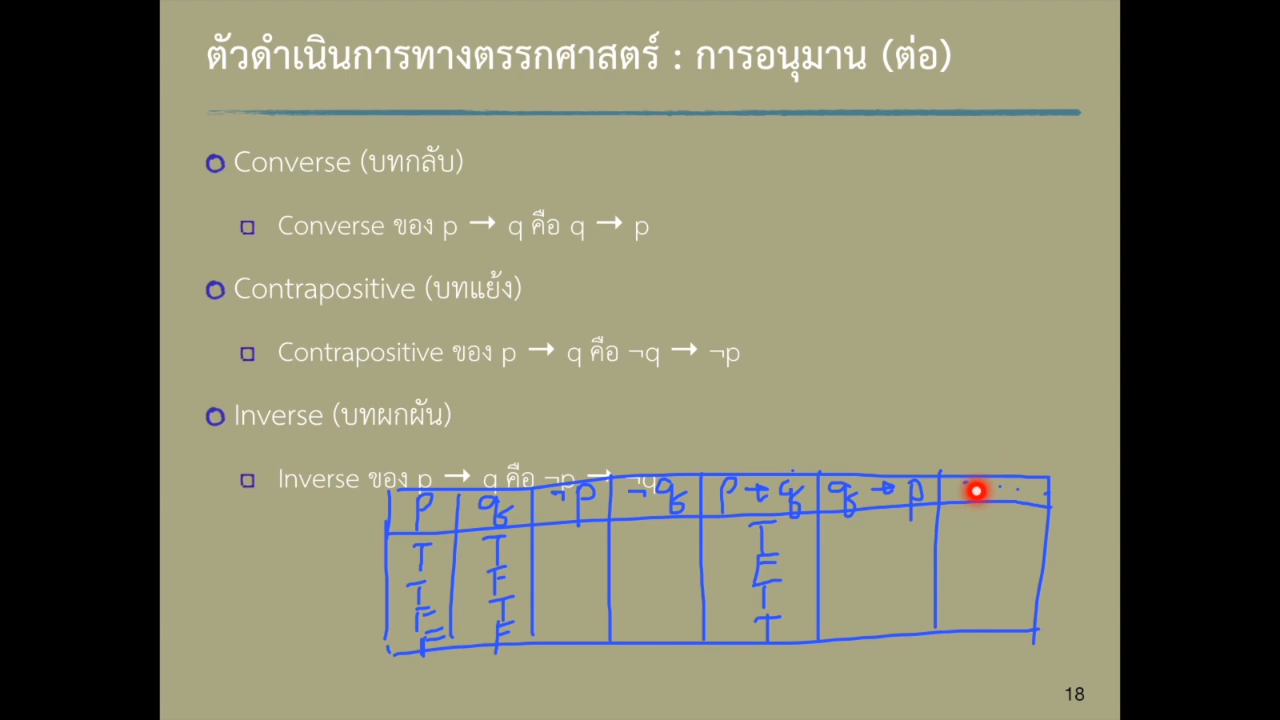 ตัวดำเนินการทางตรรกศาสตร์ : การอนุมาน (ต่อ)
Converse (บทกลับ)
Converse ของ p → q คือ q → p
Contrapositive (บทแย้ง)
Contrapositive ของ p → q คือ ¬q → ¬p
Inverse (บทผกผัน)
Inverse ของ p → q คือ ¬p → ¬q
p q ¬p ¬q p → q q → p . . .
T T T
T F F
F T T
F F T
18